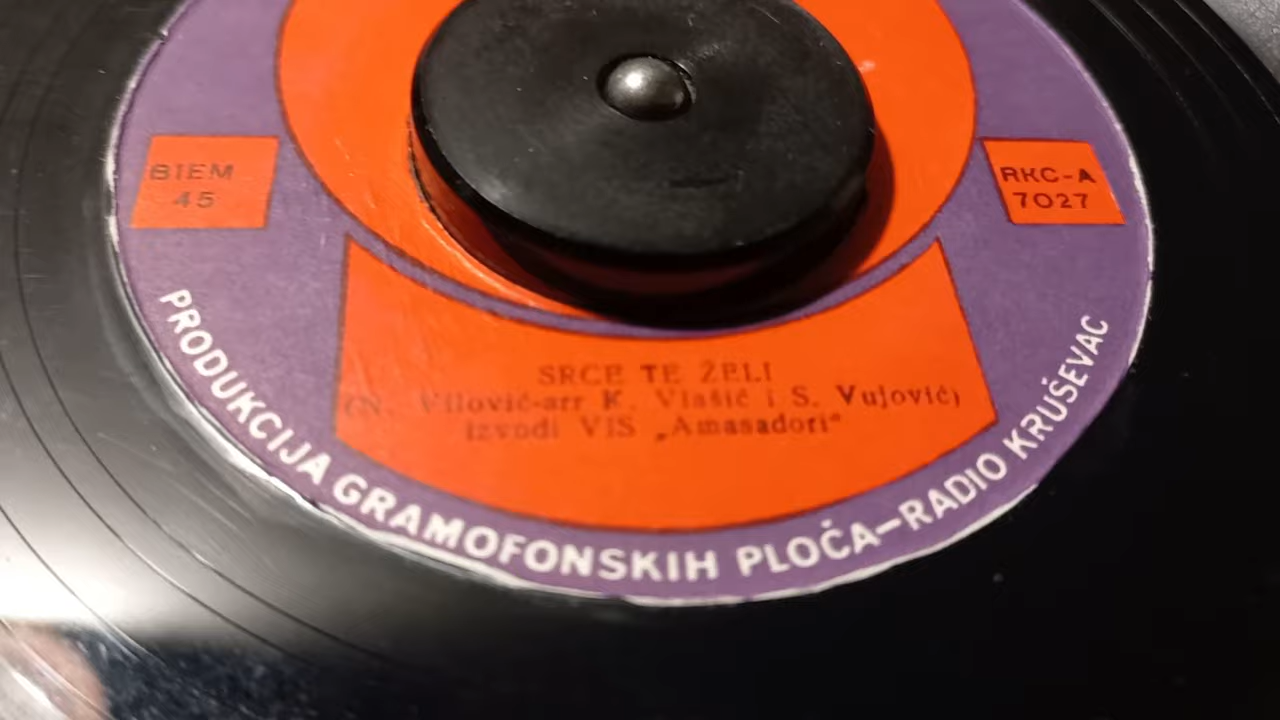 BIEM
45
RKC-A
7027
SRCE TE ŽELI
(N. Vilović-arr K. Vlašić i S. Vujović)
izvodi VIS „Amasadori“
PRODUKCIJA GRAMOFONSKIH PLOČA—RADIO KRUŠEVAC